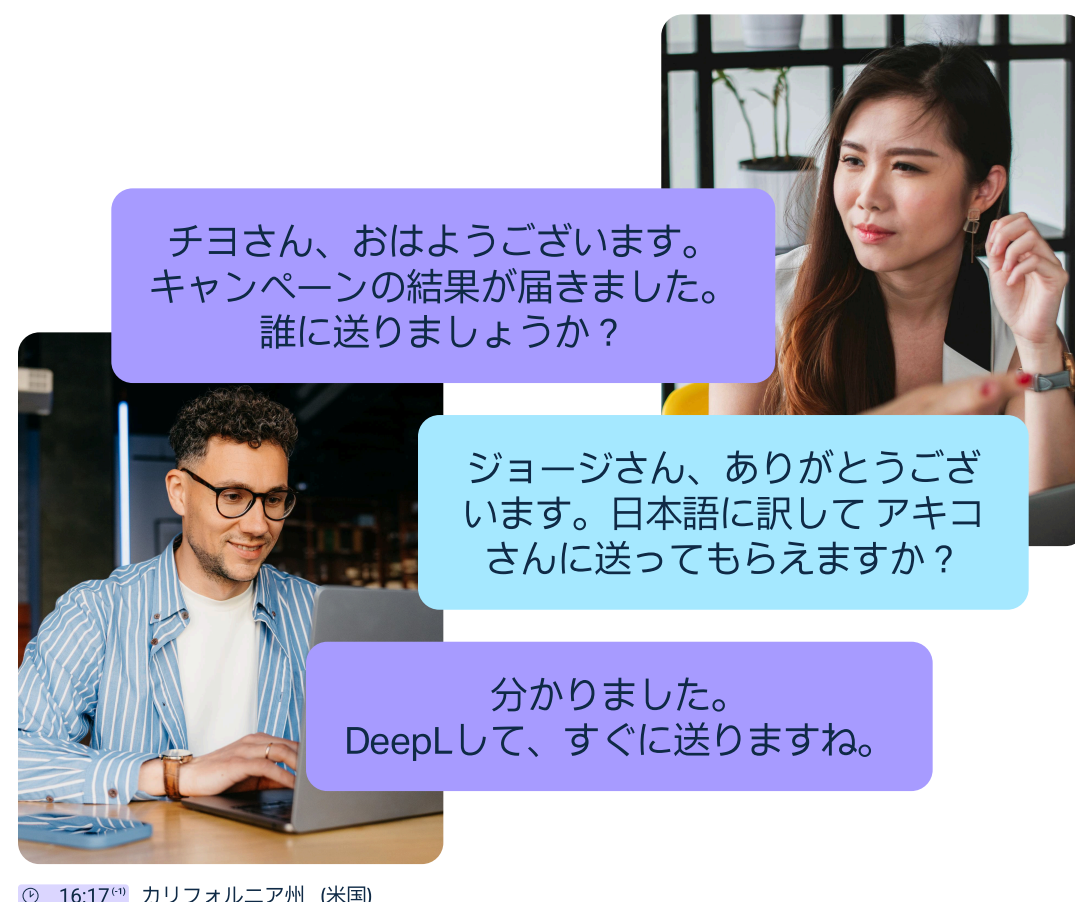 チヨさん、おはようございます。
キャンペーンの結果が届きました。
誰に送りましょうか？
ジョージさん、ありがとうござ
います。日本語に訳して アキコ
さんに送ってもらえますか？
分かりました。
DeepLして、すぐに送りますね。
16:17(-1) カリフォルニア州 (米国)